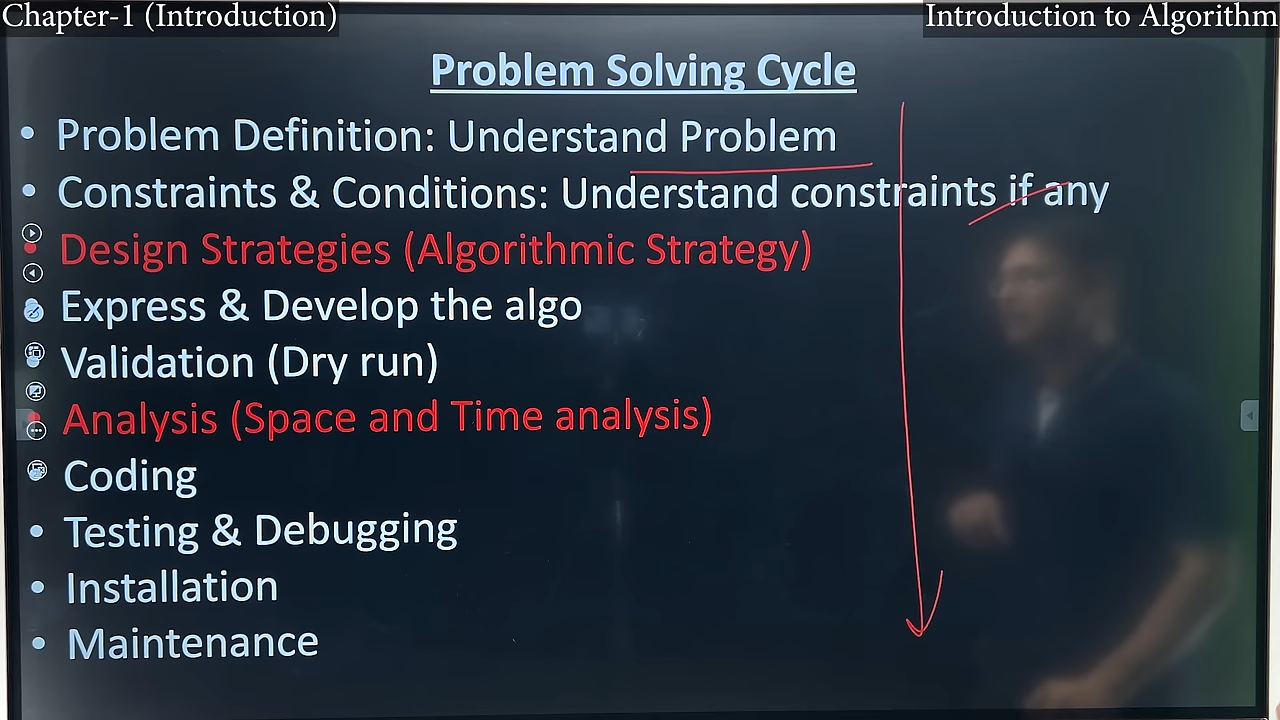 Chapter-1 (Introduction)
Introduction to Algorithm
Problem Solving Cycle
• Problem Definition: Understand Problem
• Constraints & Conditions: Understand constraints if any
• Design Strategies (Algorithmic Strategy)
• Express & Develop the algo
• Validation (Dry run)
• Analysis (Space and Time analysis)
• Coding
• Testing & Debugging
• Installation
• Maintenance